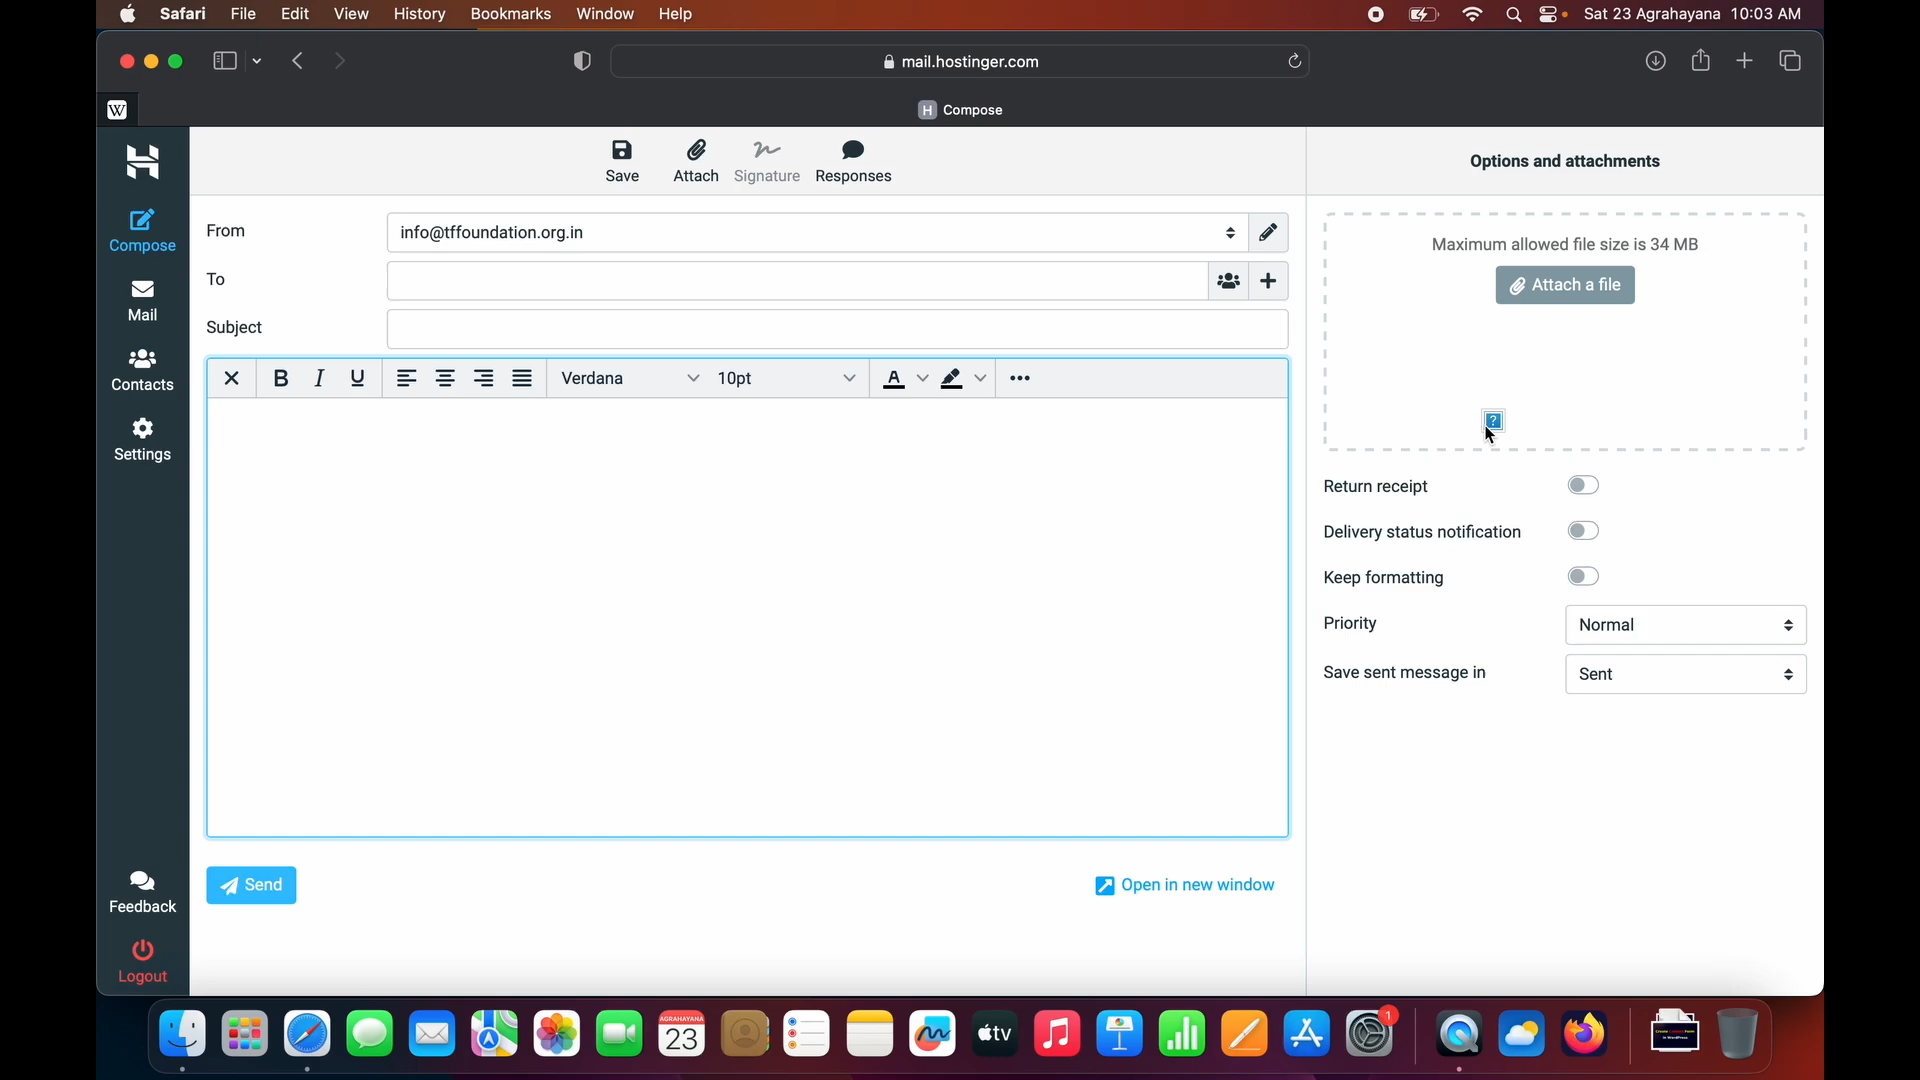 Safari File Edit View History Bookmarks Window Help Sat 23 Agrahayana 10:03 AM
mail.hostinger.com
W
H Compose
Save Attach Signature Responses
Options and attachments
Compose
Mail
Contacts
Settings
Feedback
Logout
From info@tffoundation.org.in
To
Subject
B I U Verdana 10pt A
Send
Open in new window
Maximum allowed file size is 34 MB
Attach a file
?
Return receipt
Delivery status notification
Keep formatting
Priority Normal
Save sent message in Sent
AGRAHAYANA
23
tv
1